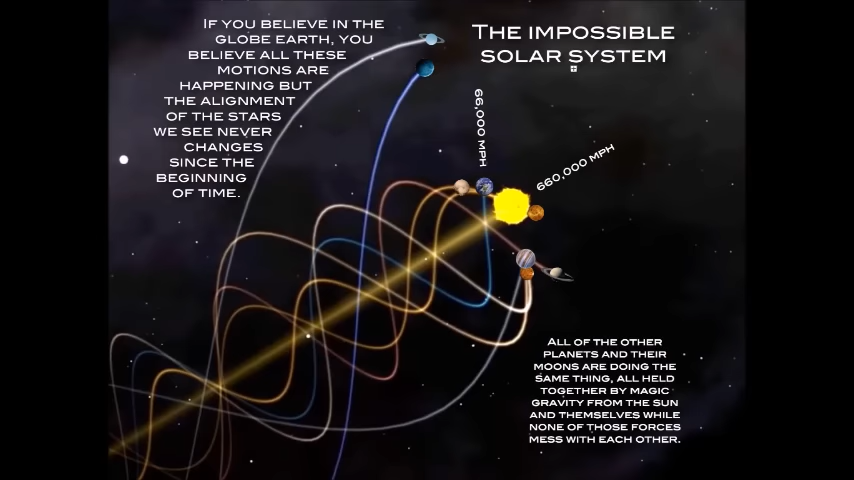 If you believe in the
globe earth, you
believe all these
motions are
happening but
the alignment
of the stars
we see never
changes
since the
beginning
of time.
The impossible
solar system
66,000 mph
660,000 mph
All of the other
planets and their
moons are doing the
same thing, all held
together by magic
gravity from the sun
and themselves while
none of those forces
mess with each other.